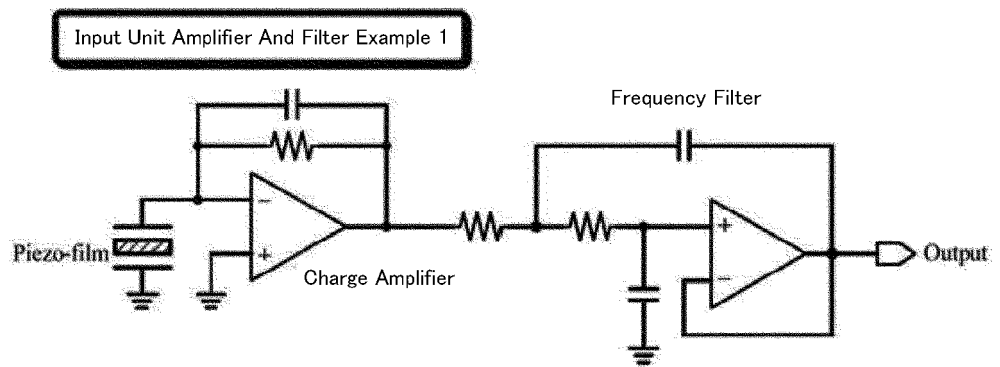 Input Unit Amplifier And Filter Example 1
Frequency Filter
−
+
Piezo-film
Charge Amplifier
+
−
Output